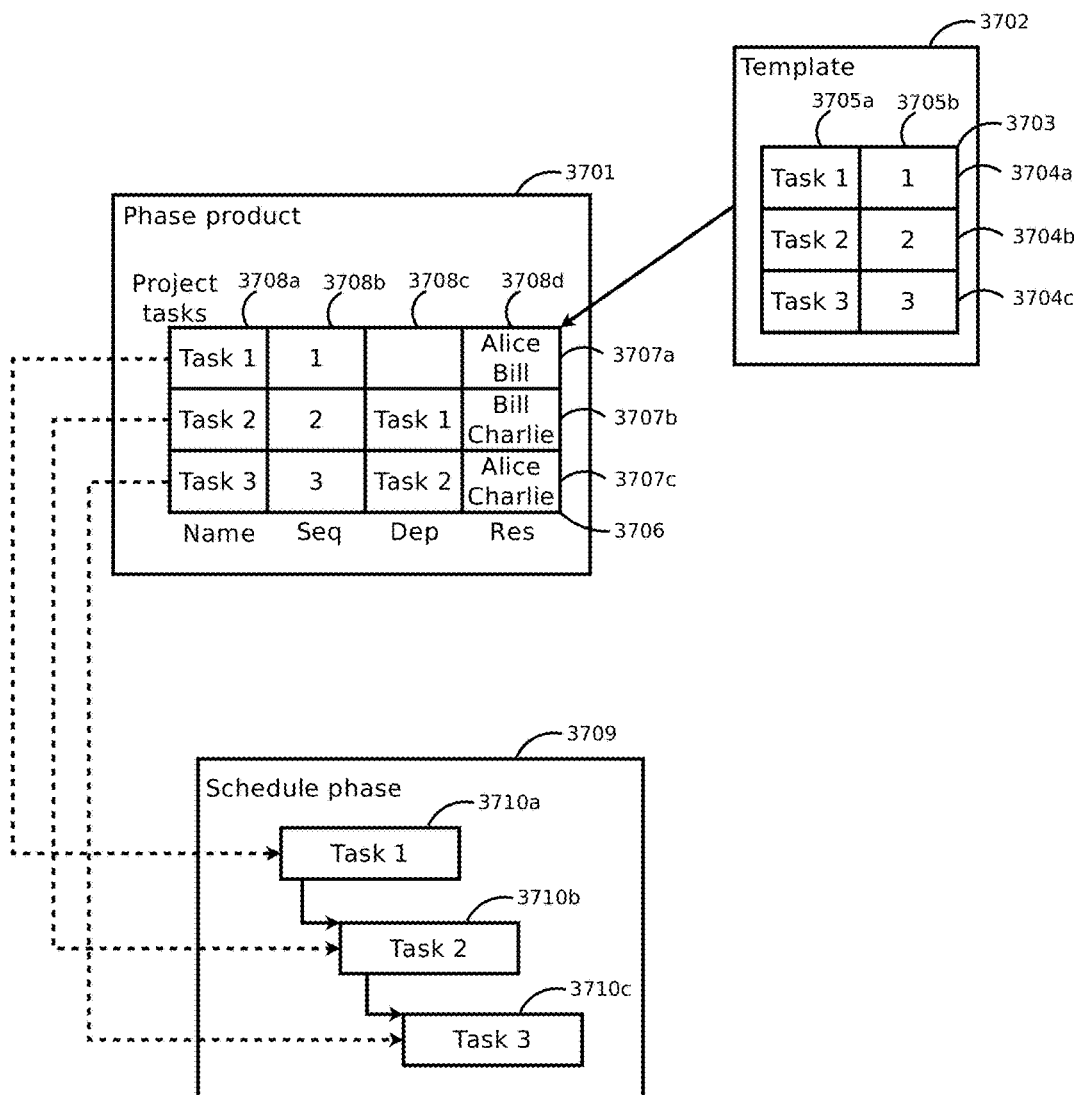 3702
Template
3705a 3705b
3703
Task 1 1 3704a
Task 2 2 3704b
Task 3 3 3704c
3701
Phase product
Project tasks
3708a 3708b 3708c 3708d
Task 1 1 Alice Bill 3707a
Task 2 2 Task 1 Bill Charlie 3707b
Task 3 3 Task 2 Alice Charlie 3707c
3706
Name Seq Dep Res
3709
Schedule phase
3710a
Task 1
3710b
Task 2
3710c
Task 3